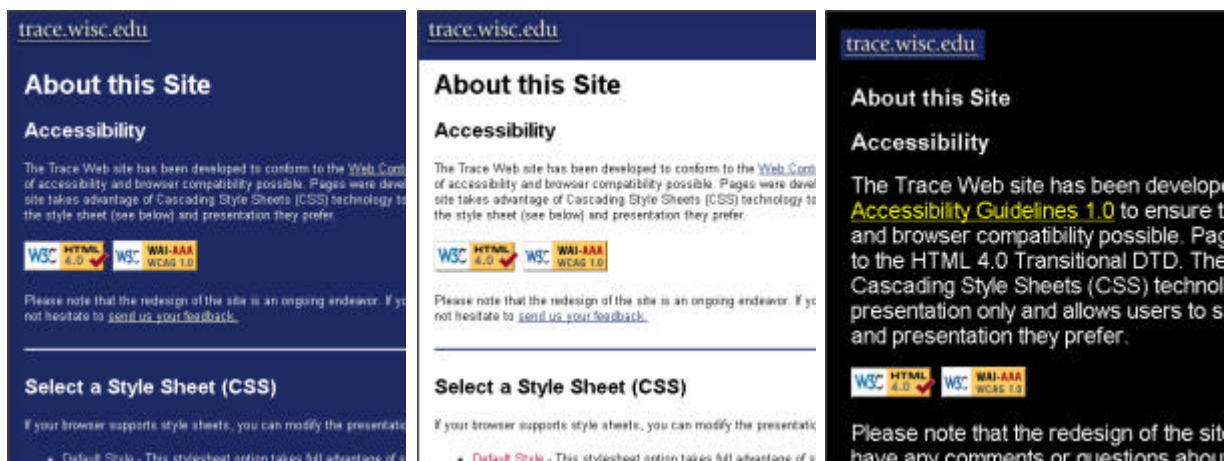 trace.wisc.edu
About this Site
Accessibility
The Trace Web site has been developed to conform to the Web Cont
of accessibility and browser compatibility possible. Pages were devel
site takes advantage of Cascading Style Sheets (CSS) technology to
the style sheet (see below) and presentation they prefer.
W3C HTML 4.0 W3C WAI-AAA WCAG 1.0
Please note that the redesign of the site is an ongoing endeavor. If yo
not hesitate to send us your feedback.
Select a Style Sheet (CSS)
If your browser supports style sheets, you can modify the presentatio
• Default Style - This stylesheet option takes full advantage of s
trace.wisc.edu
About this Site
Accessibility
The Trace Web site has been developed to conform to the Web Cont
of accessibility and browser compatibility possible. Pages were devel
site takes advantage of Cascading Style Sheets (CSS) technology to
the style sheet (see below) and presentation they prefer.
W3C HTML 4.0 W3C WAI-AAA WCAG 1.0
Please note that the redesign of the site is an ongoing endeavor. If yo
not hesitate to send us your feedback.
Select a Style Sheet (CSS)
If your browser supports style sheets, you can modify the presentatio
• Default Style - This stylesheet option takes full advantage of s
trace.wisc.edu
About this Site
Accessibility
The Trace Web site has been develope
Accessibility Guidelines 1.0 to ensure t
and browser compatibility possible. Pag
to the HTML 4.0 Transitional DTD. The
Cascading Style Sheets (CSS) technol
presentation only and allows users to s
and presentation they prefer.
W3C HTML 4.0 W3C WAI-AAA WCAG 1.0
Please note that the redesign of the site
have any comments or questions abou